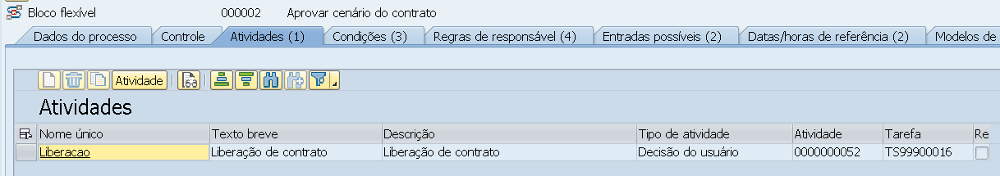 Bloco flexível 000002 Aprovar cenário do contrato
Dados do processo Controle Atividades (1) Condições (3) Regras de responsável (4) Entradas possíveis (2) Datas/horas de referência (2) Modelos de
Atividade
Atividades
Nome único Texto breve Descrição Tipo de atividade Atividade Tarefa Re
Liberacao Liberação de contrato Liberação de contrato Decisão do usuário 0000000052 TS99900016